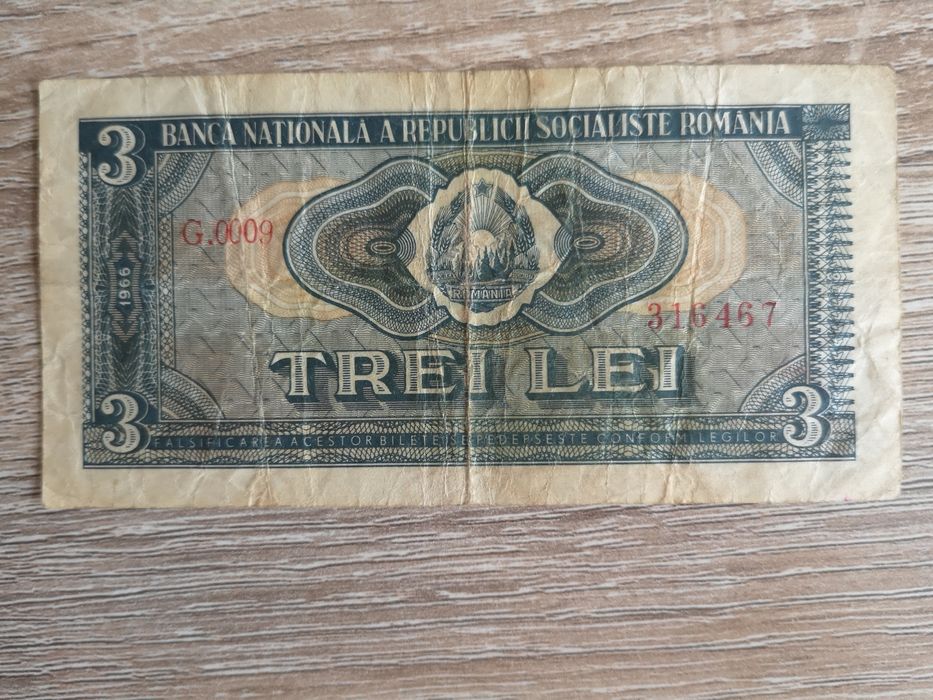 3 BANCA NAȚIONALĂ A REPUBLICII SOCIALISTE ROMÂNIA
G.0009
1966
ROMÂNIA
316467
TREI LEI
3 3
FALSIFICAREA ACESTOR BILETE SE PEDEPSEȘTE CONFORM LEGILOR